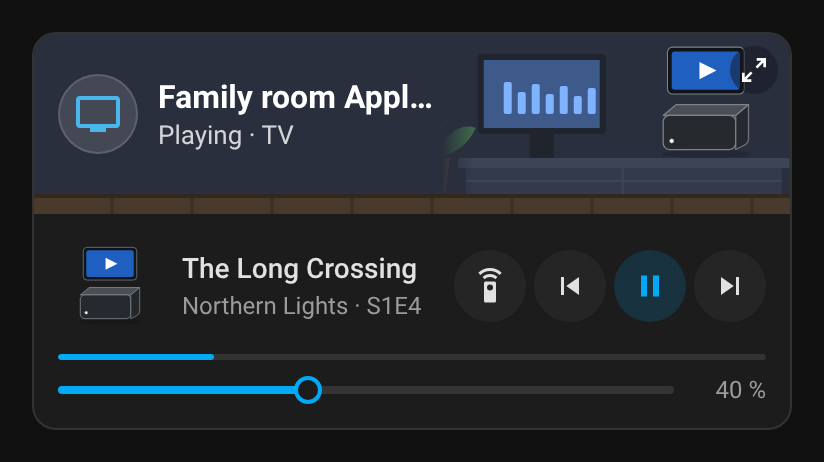 Family room Appl...
Playing · TV
The Long Crossing
Northern Lights · S1E4
40 %